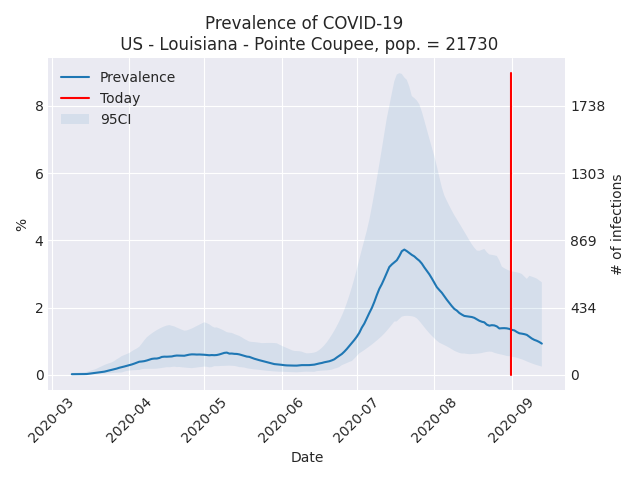 Prevalence of COVID-19
US - Louisiana - Pointe Coupee, pop. = 21730
Prevalence
Today
95CI
%
8
6
4
2
0
1738
1303
869
434
0
# of infections
2020-03
2020-04
2020-05
2020-06
2020-07
2020-08
2020-09
Date